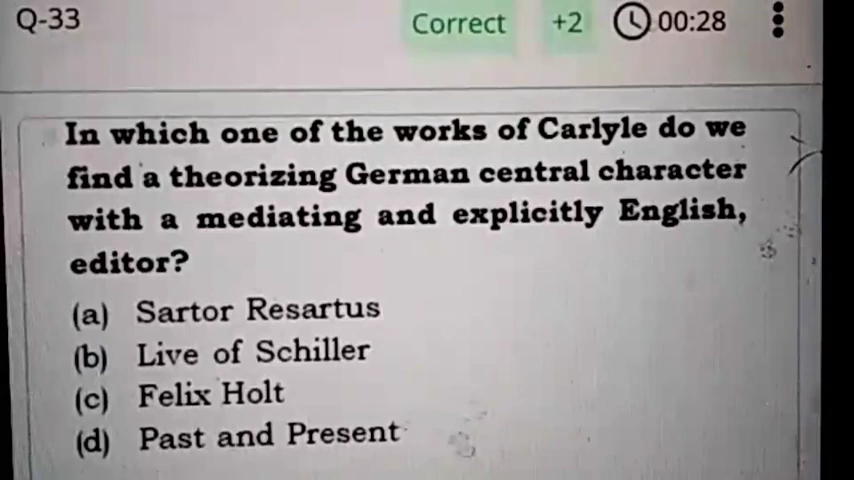 Q-33 Correct +2 00:28
In which one of the works of Carlyle do we
find a theorizing German central character
with a mediating and explicitly English,
editor?
(a) Sartor Resartus
(b) Live of Schiller
(c) Felix Holt
(d) Past and Present